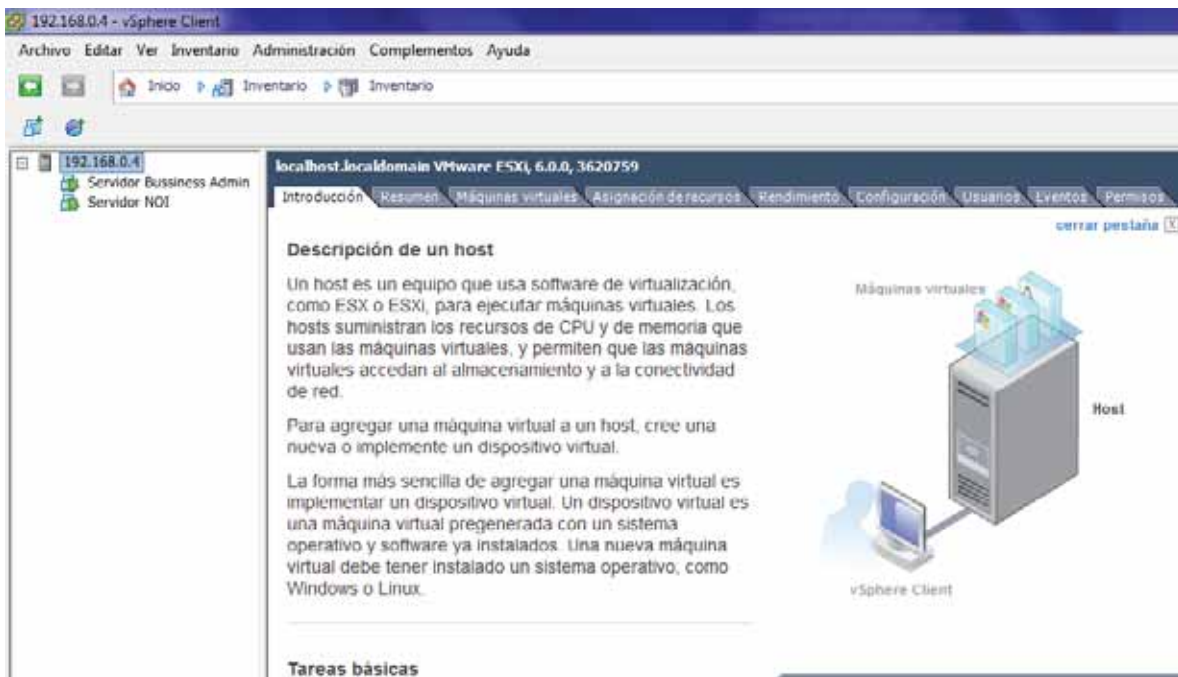 192.168.0.4 - vSphere Client
Archivo Editar Ver Inventario Administración Complementos Ayuda
Inicio Inventario Inventario
192.168.0.4
Servidor Bussiness Admin
Servidor NOI
localhost.localdomain VMware ESXi, 6.0.0, 3620759
Introducción Resumen Máquinas virtuales Asignación de recursos Rendimiento Configuración Usuarios Eventos Permisos
cerrar pestaña X
Descripción de un host
Un host es un equipo que usa software de virtualización,
como ESX o ESXi, para ejecutar máquinas virtuales. Los
hosts suministran los recursos de CPU y de memoria que
usan las máquinas virtuales, y permiten que las máquinas
virtuales accedan al almacenamiento y a la conectividad
de red.
Para agregar una máquina virtual a un host, cree una
nueva o implemente un dispositivo virtual.
La forma más sencilla de agregar una máquina virtual es
implementar un dispositivo virtual. Un dispositivo virtual es
una máquina virtual pregenerada con un sistema
operativo y software ya instalados. Una nueva máquina
virtual debe tener instalado un sistema operativo, como
Windows o Linux.
Tareas básicas
Máquinas virtuales
Host
vSphere Client